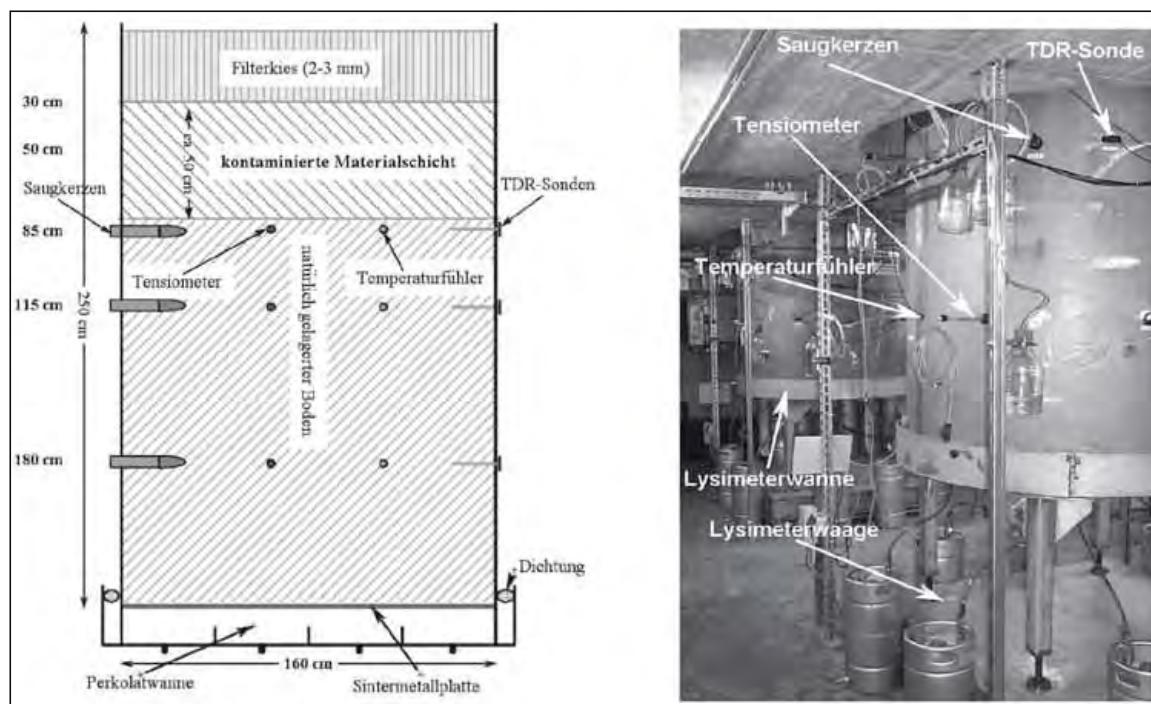 Filterkies (2-3 mm)
30 cm
ca. 50 cm
50 cm
kontaminierte Materialschicht
Saugkerzen
TDR-Sonden
85 cm
Tensiometer
Temperaturfühler
natürlich gelagerter Boden
250 cm
115 cm
180 cm
Dichtung
160 cm
Perkolatwanne
Sintermetallplatte
Saugkerzen
TDR-Sonde
Tensiometer
Temperaturfühler
Lysimeterwanne
Lysimeterwaage